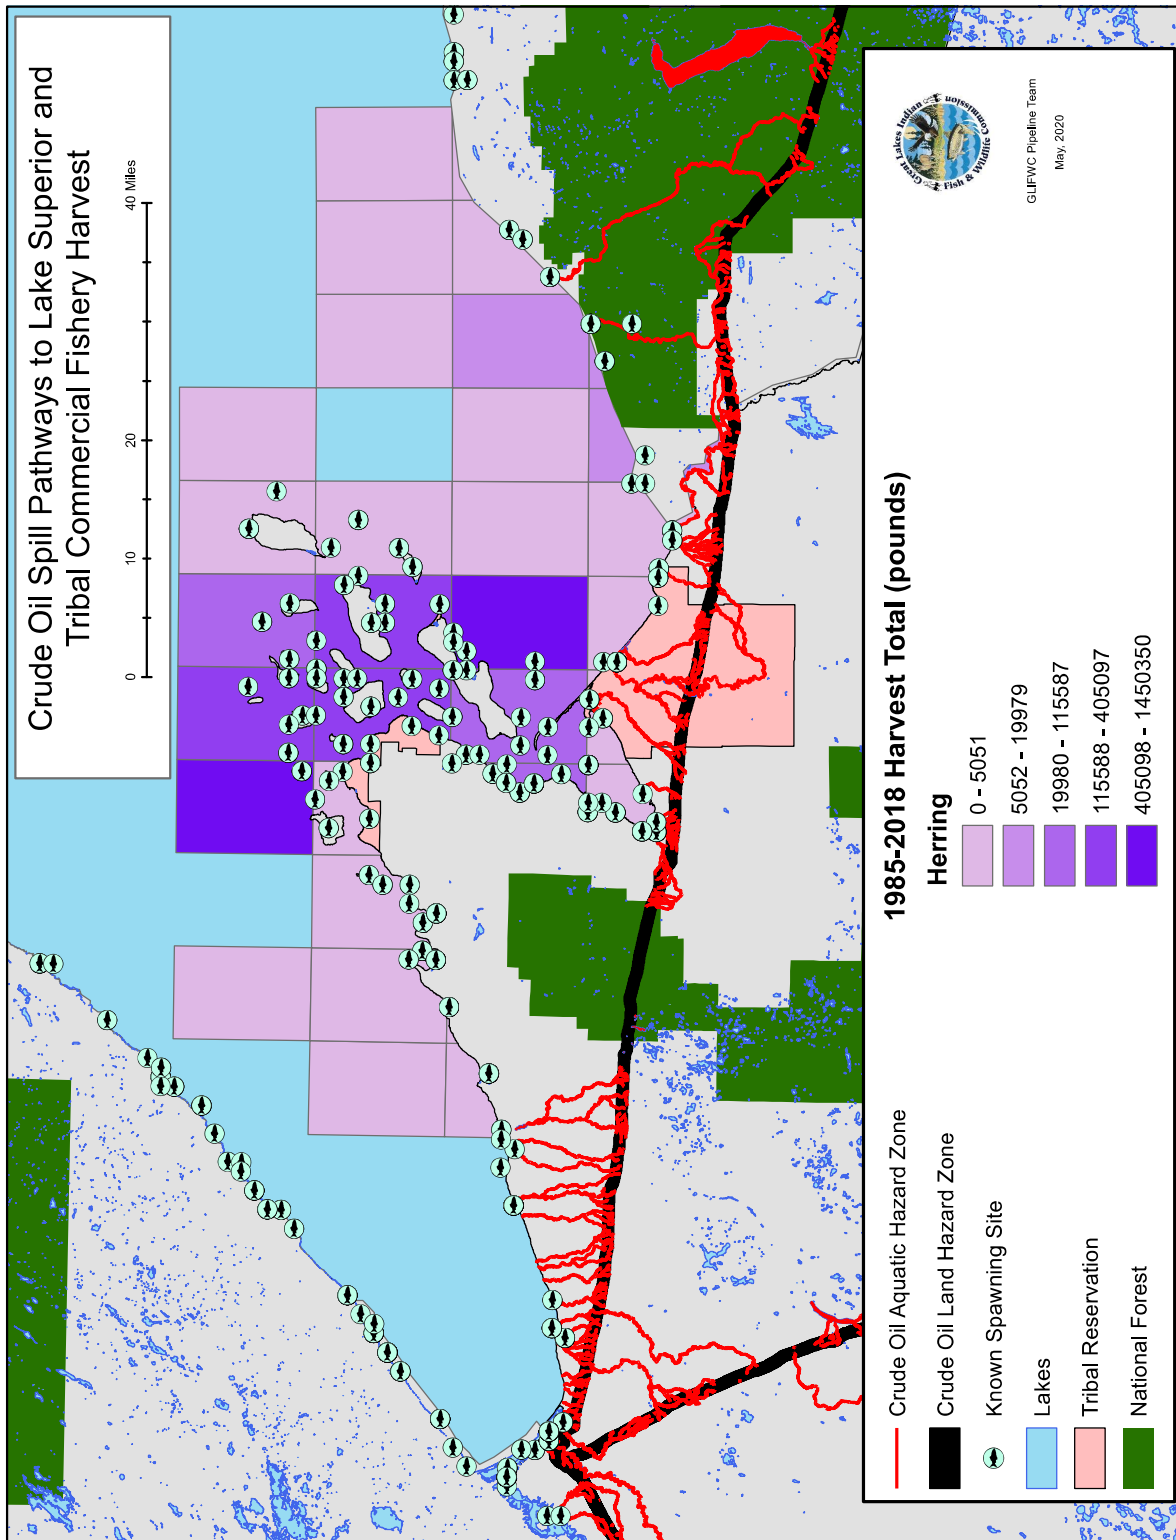 Crude Oil Spill Pathways to Lake Superior and
Tribal Commercial Fishery Harvest
0 10 20 40 Miles
1985-2018 Harvest Total (pounds)
Herring
0 - 5051
5052 - 19979
19980 - 115587
115588 - 405097
405098 - 1450350
Crude Oil Aquatic Hazard Zone
Crude Oil Land Hazard Zone
Known Spawning Site
Lakes
Tribal Reservation
National Forest
Great Lakes Indian
Fish & Wildlife Commission
GLIFWC Pipeline Team
May, 2020